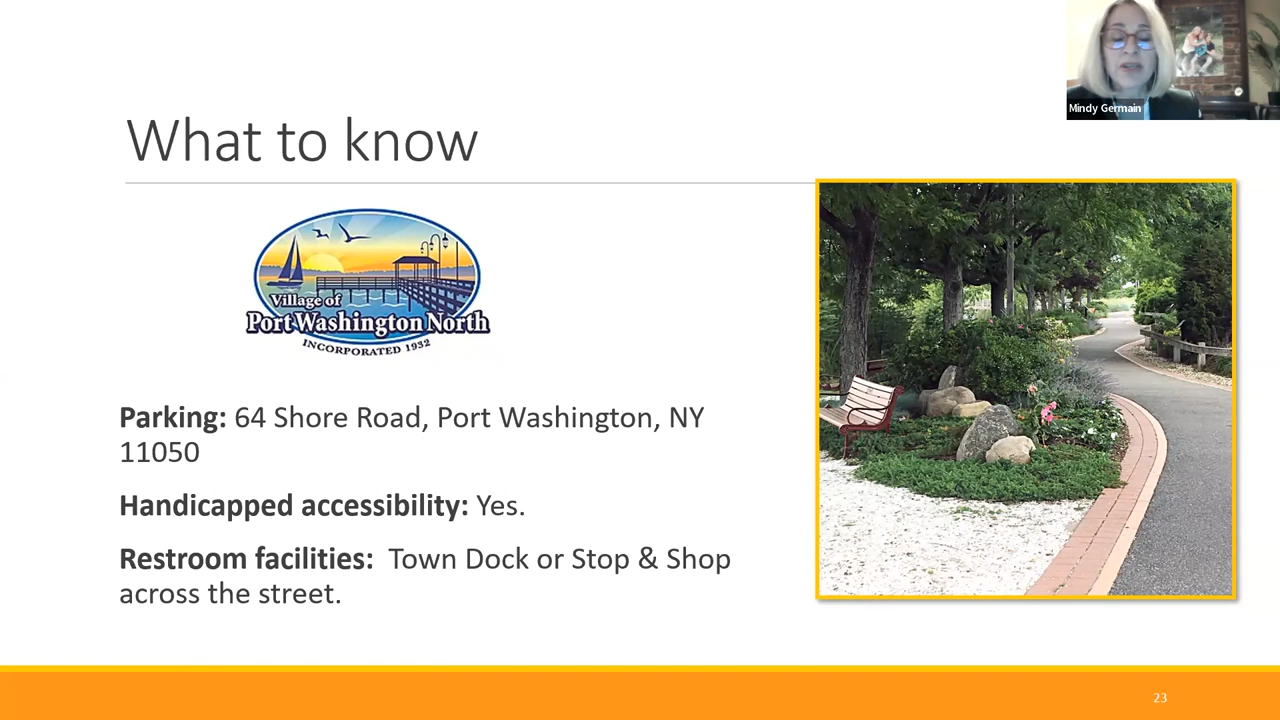 Mindy Germain
What to know
Village of
Port Washington North
INCORPORATED 1932
Parking: 64 Shore Road, Port Washington, NY
11050
Handicapped accessibility: Yes.
Restroom facilities: Town Dock or Stop & Shop
across the street.
23